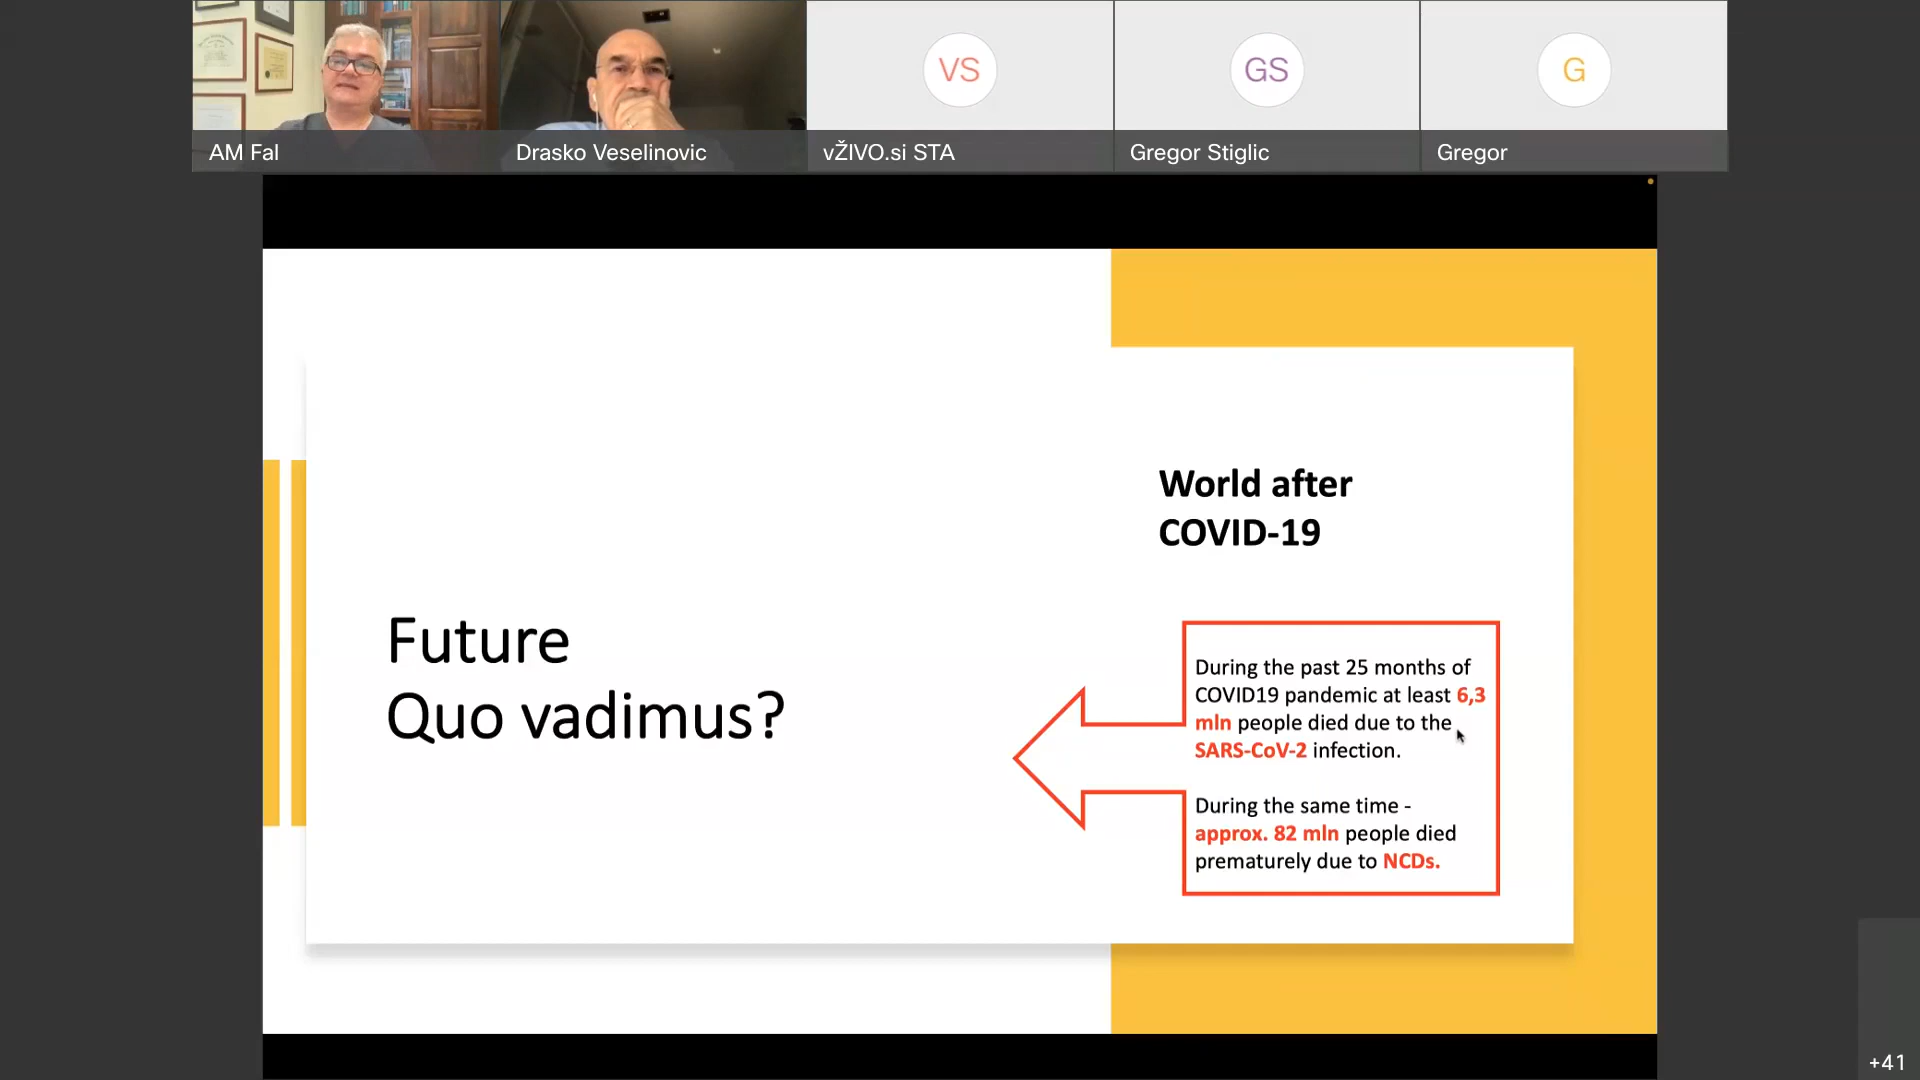 VS
GS
G
AM Fal
Drasko Veselinovic
vŽIVO.si STA
Gregor Stiglic
Gregor
World after
COVID-19
Future
Quo vadimus?
During the past 25 months of
COVID19 pandemic at least 6,3
mln people died due to the
SARS-CoV-2 infection.
During the same time -
approx. 82 mln people died
prematurely due to NCDs.
+41